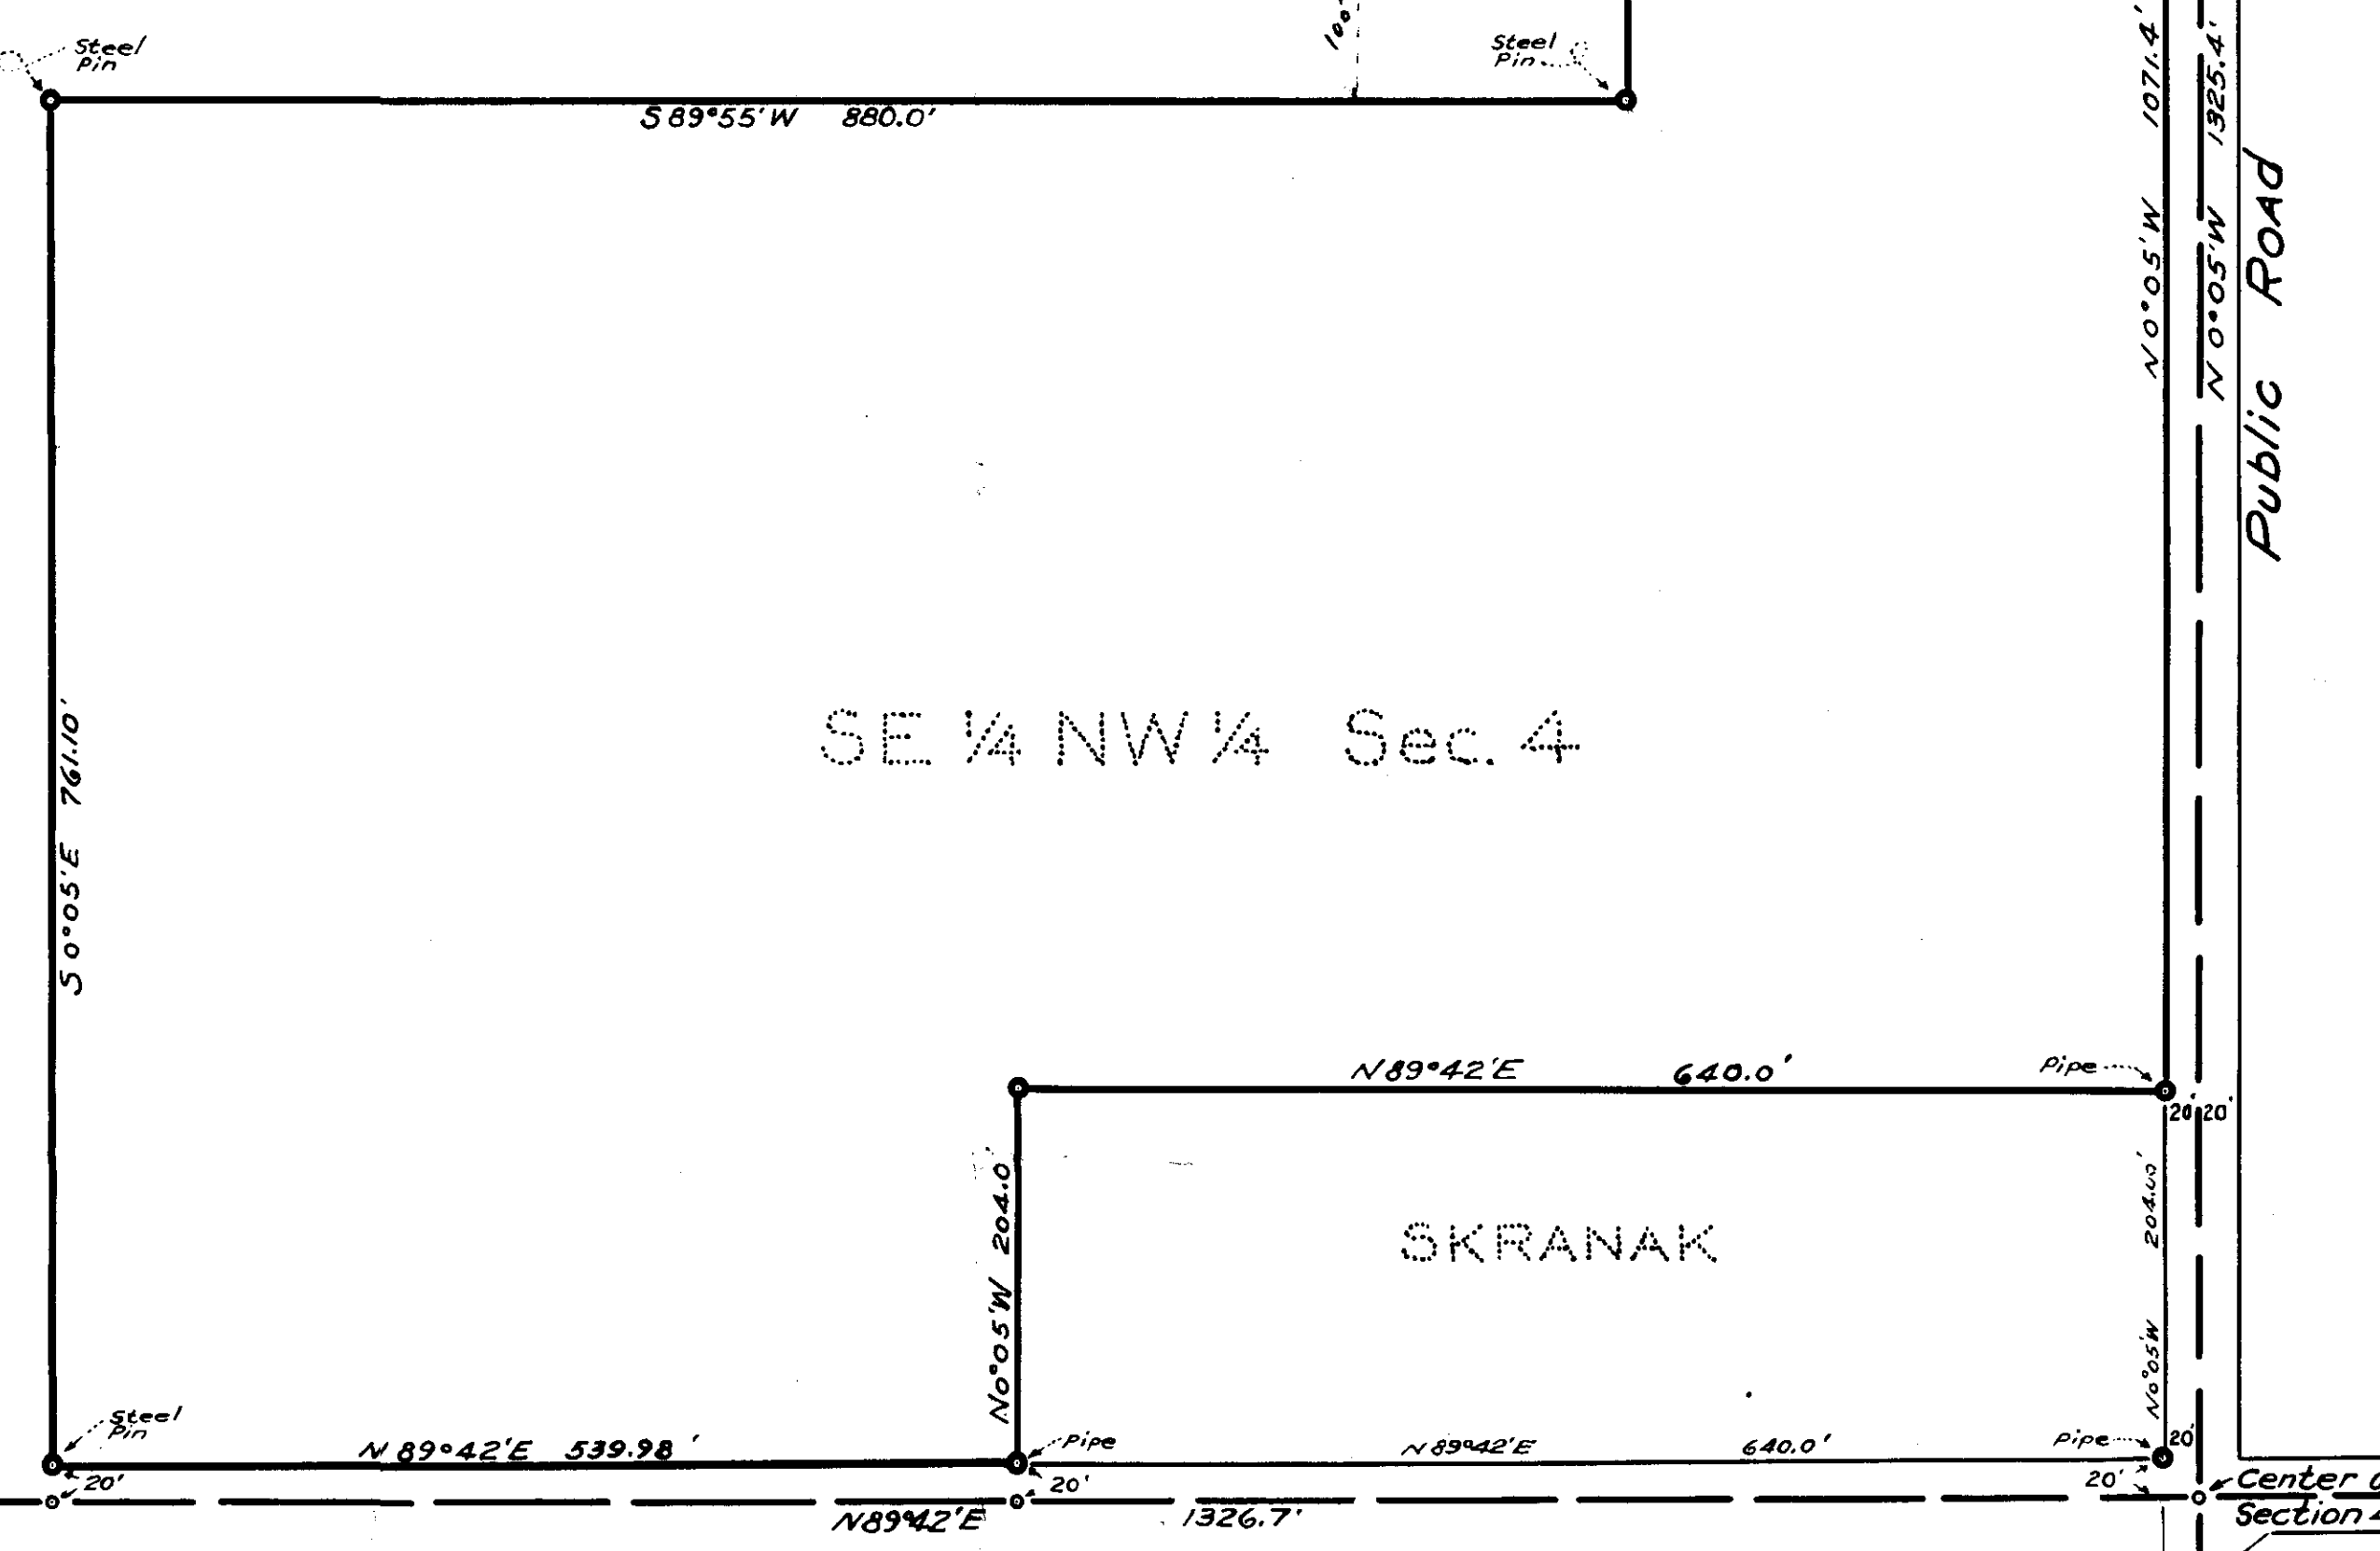 Steel
Pin
100'
Steel
Pin
S 89°55'W 880.0'
N 0°05'W 1071.4'
N 0°05'W 1325.4'
Public Road
S 0°05'E 761.10'
SE ¼ NW ¼ Sec. 4
N 89°42'E 640.0'
Pipe
20' 20'
N 0°05'W 204.0
SKRANAK
N 0°05'W 204.0'
Steel
Pin
N 89°42'E 539.98'
Pipe
N 89°42'E 640.0'
Pipe
20'
20'
20'
20'
Center
Section
N 89°42'E 1326.7'